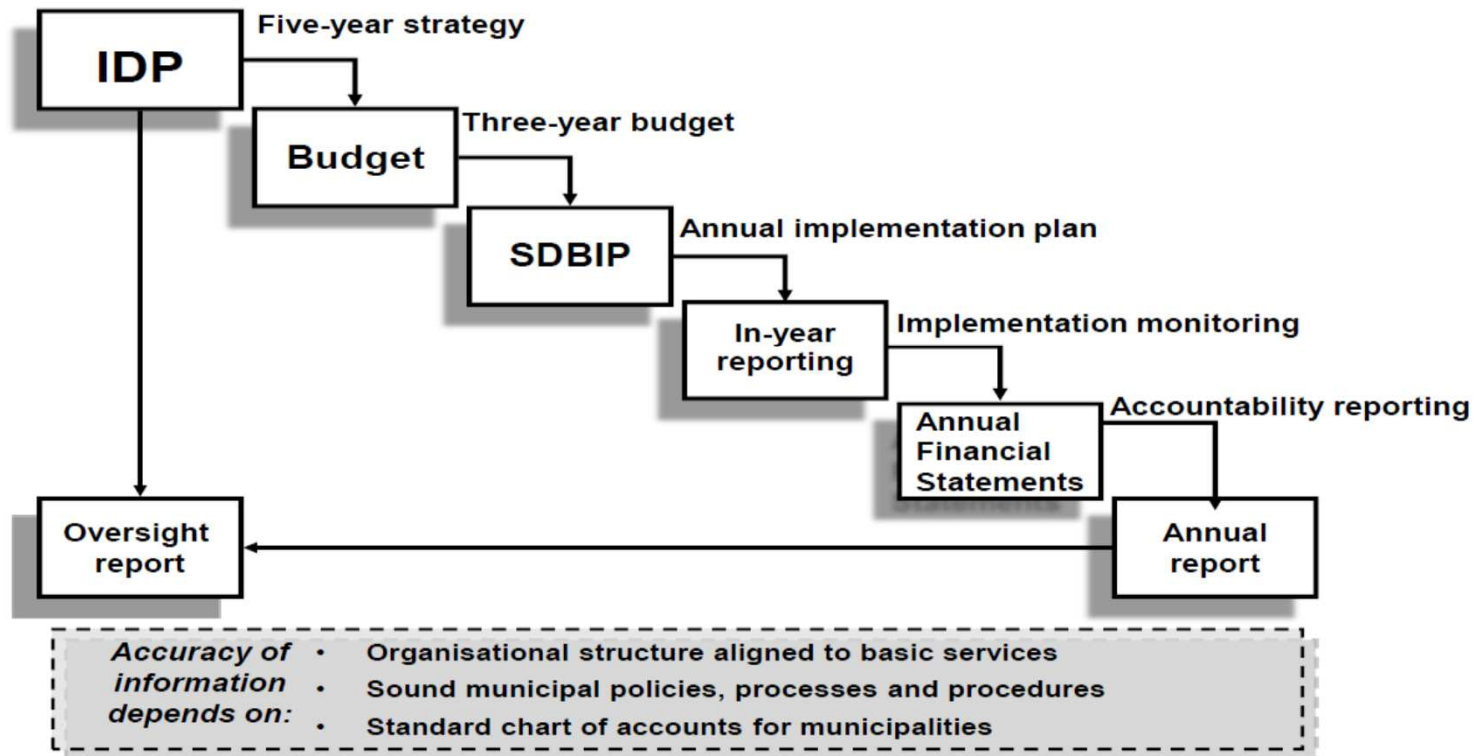 IDP
Five-year strategy
Budget
Three-year budget
SDBIP
Annual implementation plan
In-year
reporting
Implementation monitoring
Annual
Financial
Statements
Accountability reporting
Oversight
report
Annual
report
Accuracy of
information
depends on:
• Organisational structure aligned to basic services
• Sound municipal policies, processes and procedures
• Standard chart of accounts for municipalities